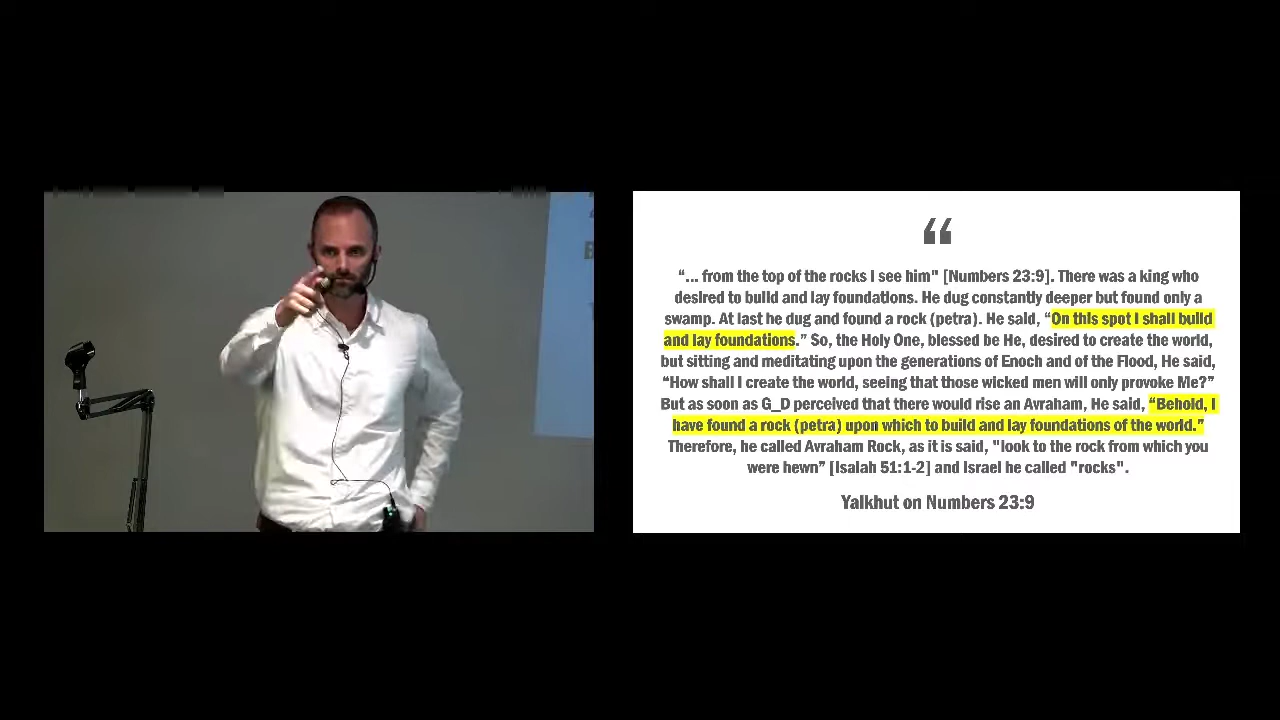 “
“... from the top of the rocks I see him" [Numbers 23:9]. There was a king who
desired to build and lay foundations. He dug constantly deeper but found only a
swamp. At last he dug and found a rock (petra). He said, “On this spot I shall build
and lay foundations.” So, the Holy One, blessed be He, desired to create the world,
but sitting and meditating upon the generations of Enoch and of the Flood, He said,
“How shall I create the world, seeing that those wicked men will only provoke Me?”
But as soon as G_D perceived that there would rise an Avraham, He said, “Behold, I
have found a rock (petra) upon which to build and lay foundations of the world.”
Therefore, he called Avraham Rock, as it is said, "look to the rock from which you
were hewn” [Isaiah 51:1-2] and Israel he called "rocks".
Yalkhut on Numbers 23:9